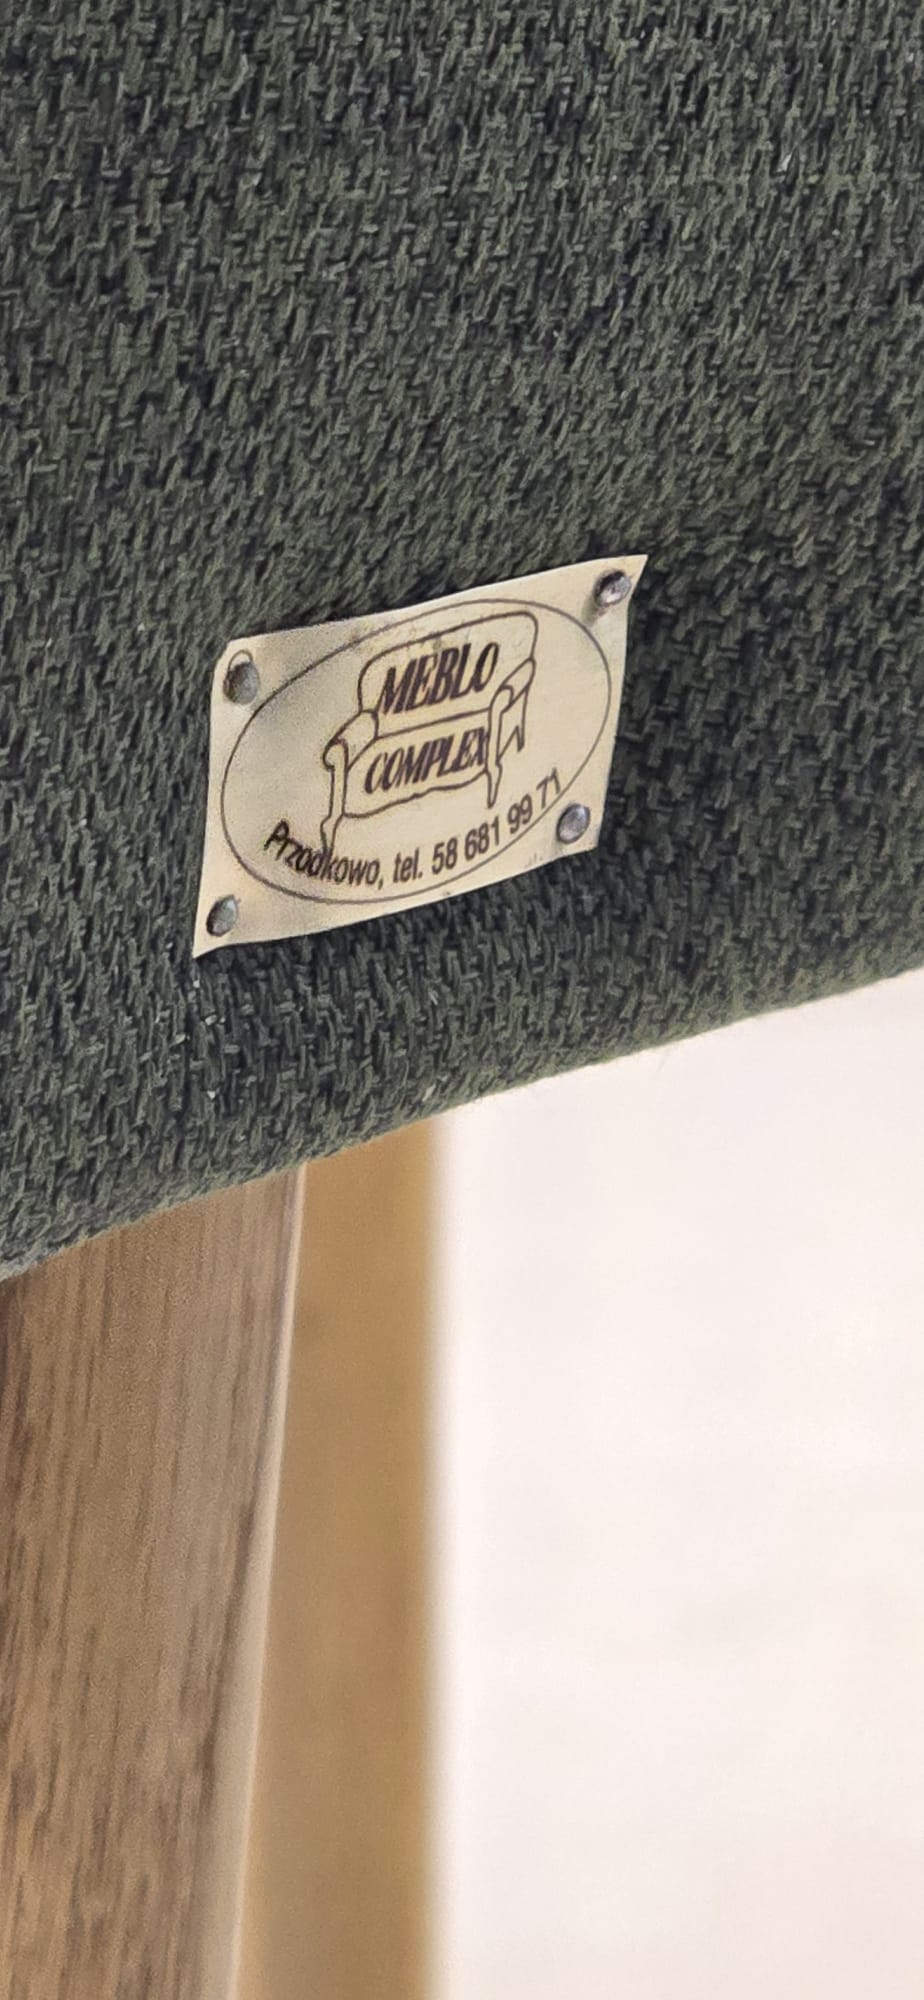 MEBLO
COMPLEX
Przodkowo, tel. 58 681 99 71